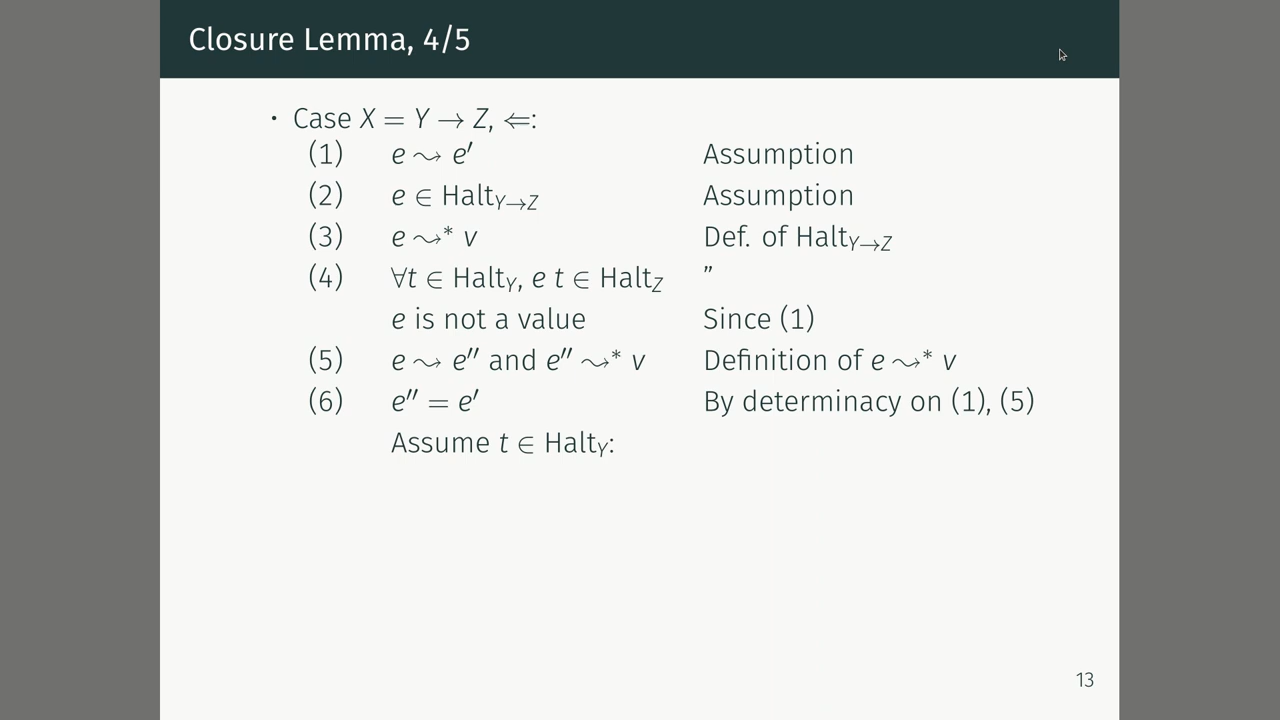 Closure Lemma, 4/5
• Case X = Y → Z, ⇐:
(1) e ⇝ e′ Assumption
(2) e ∈ Halt_{Y→Z} Assumption
(3) e ⇝* v Def. of Halt_{Y→Z}
(4) ∀t ∈ Halt_Y, e t ∈ Halt_Z ”
e is not a value Since (1)
(5) e ⇝ e″ and e″ ⇝* v Definition of e ⇝* v
(6) e″ = e′ By determinacy on (1), (5)
Assume t ∈ Halt_Y:
13